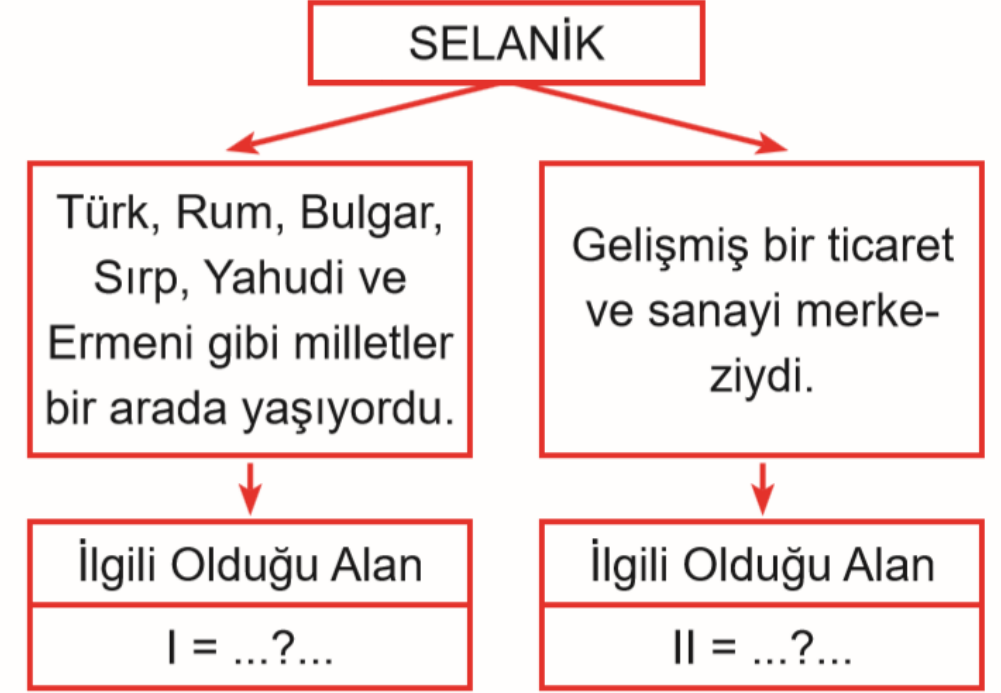 SELANİK
Türk, Rum, Bulgar,
Sırp, Yahudi ve
Ermeni gibi milletler
bir arada yaşıyordu.
Gelişmiş bir ticaret
ve sanayi merke-
ziydi.
İlgili Olduğu Alan
I = ...?...
İlgili Olduğu Alan
II = ...?...